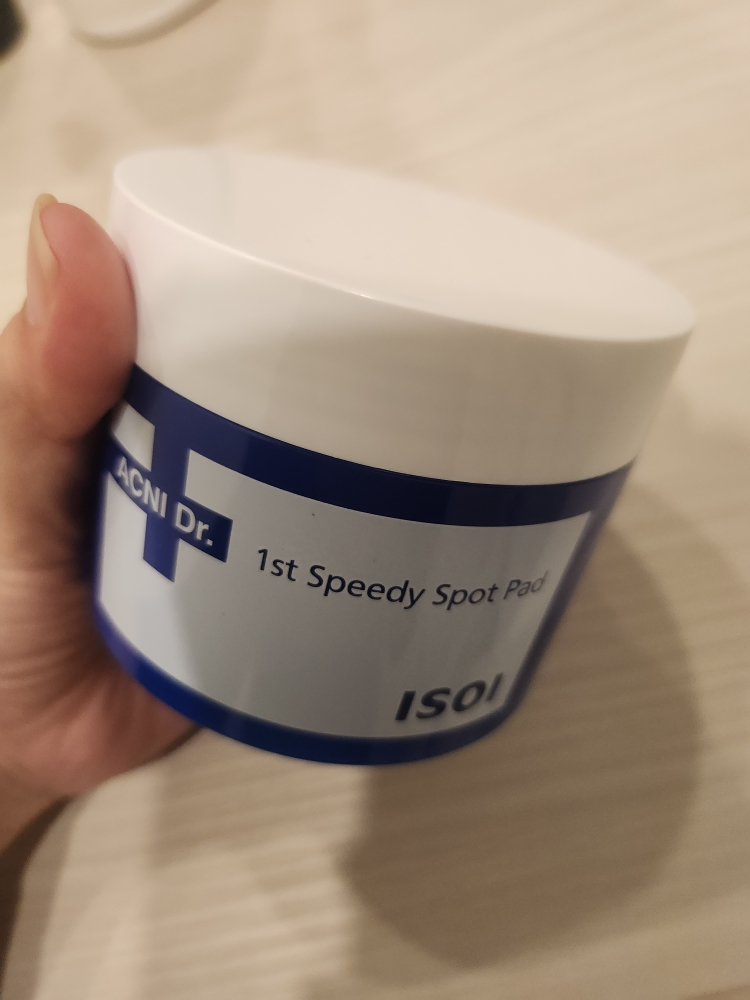 ACNI Dr.
1st Speedy Spot Pad
ISOI